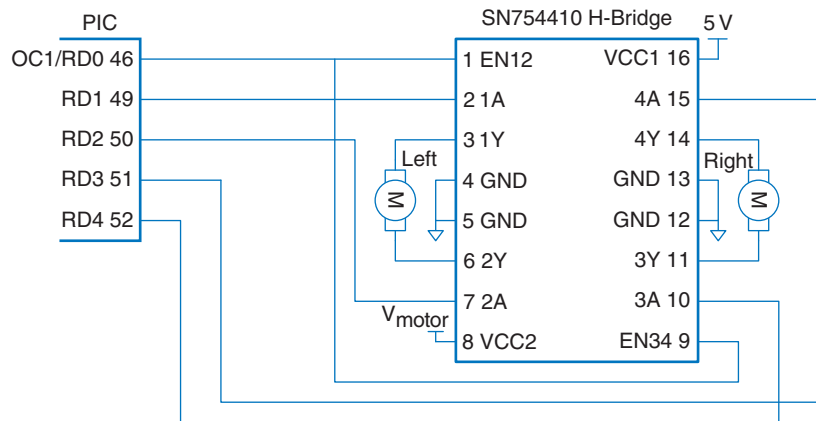 PIC
OC1/RD0 46
RD1 49
RD2 50
RD3 51
RD4 52
SN754410 H-Bridge
5 V
1 EN12
2 1A
3 1Y
4 GND
5 GND
6 2Y
7 2A
8 VCC2
VCC1 16
4A 15
4Y 14
GND 13
GND 12
3Y 11
3A 10
EN34 9
Left
M
Right
M
Vmotor